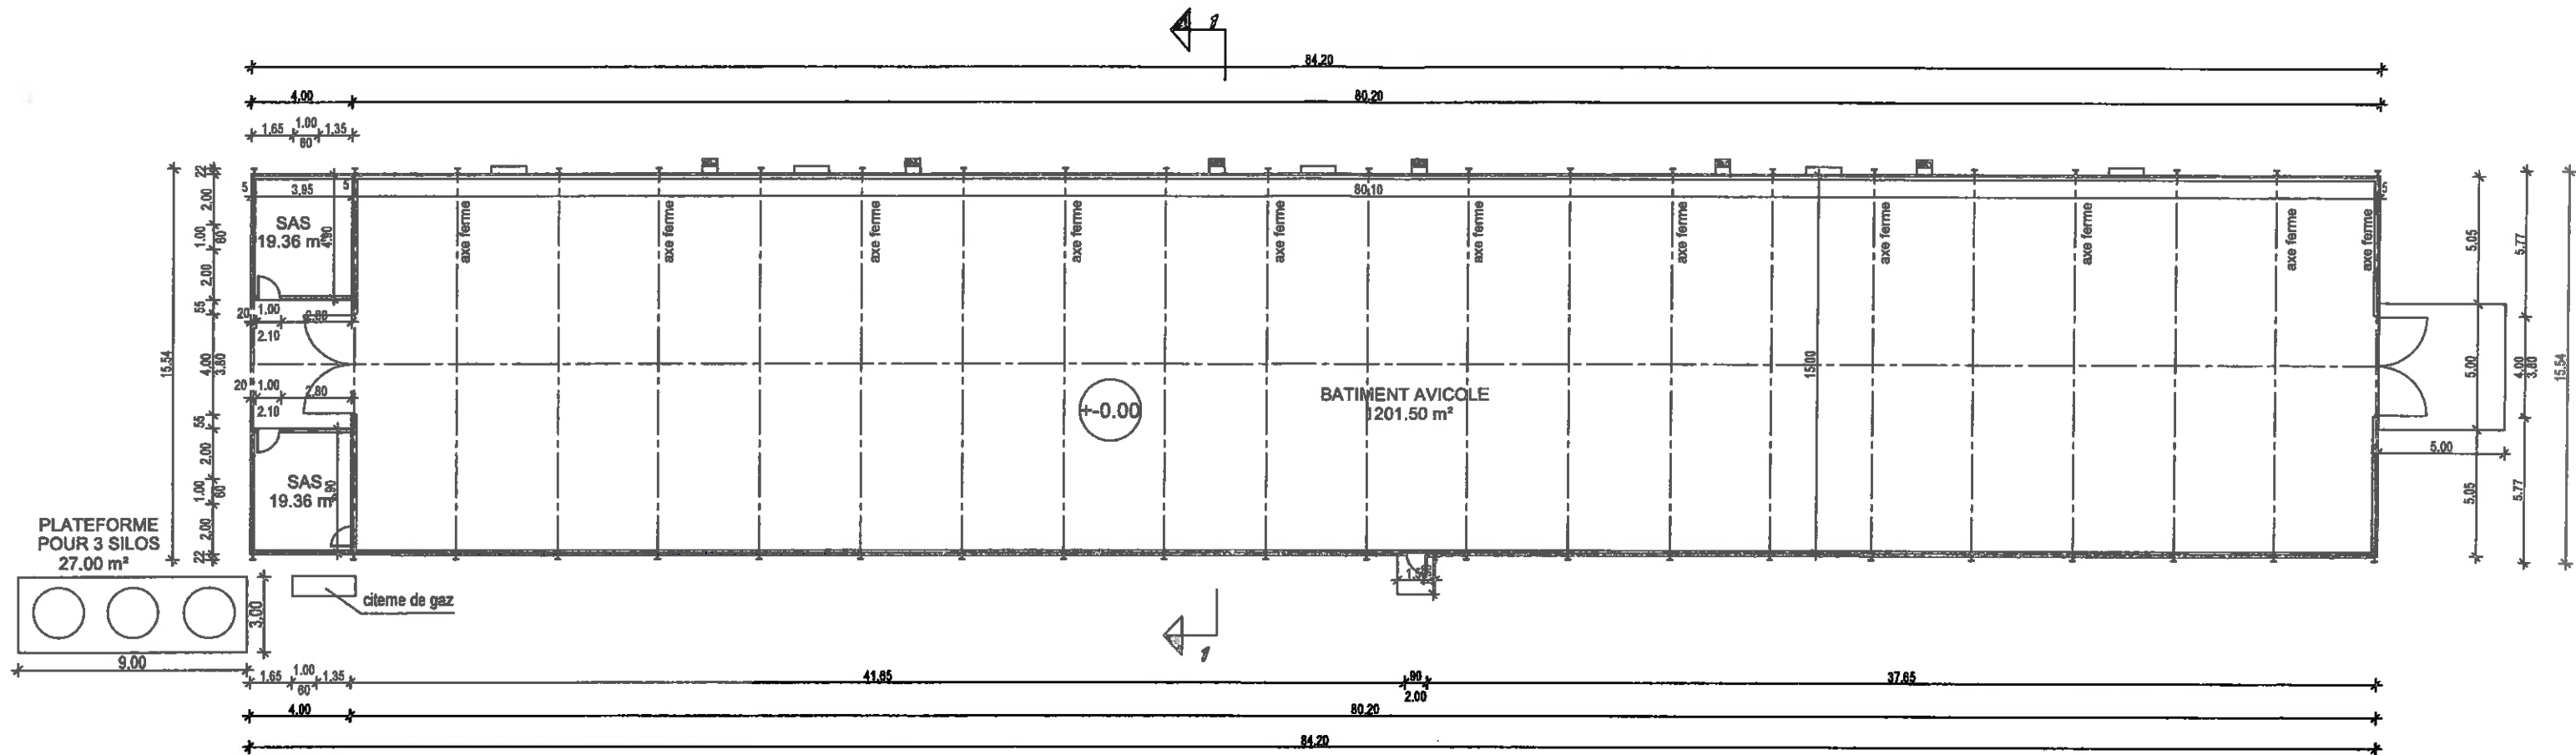 1
84,20
4,00
80,20
1,65
1.00
60
1,35
22
5
3,95
5
80,10
5
2,00
1.00
60
2,00
55
4.00
3.80
55
2,00
1.00
60
2,00
22
15,54
SAS
19.36 m²
4,90
axe ferme
axe ferme
axe ferme
axe ferme
axe ferme
axe ferme
axe ferme
axe ferme
axe ferme
axe ferme
axe ferme
20
1,00
2.10
2,80
20
1.00
2.10
2,80
+-0.00
BATIMENT AVICOLE
1201.50 m²
15,00
5,05
5,00
5,05
5,77
4,00
3,80
5,77
15,54
5,00
SAS
19.36 m²
PLATEFORME
POUR 3 SILOS
27.00 m²
3,00
9,00
citerne de gaz
1
1,65
1.00
60
1,35
41,65
90
2.00
37,65
4,00
80,20
84,20